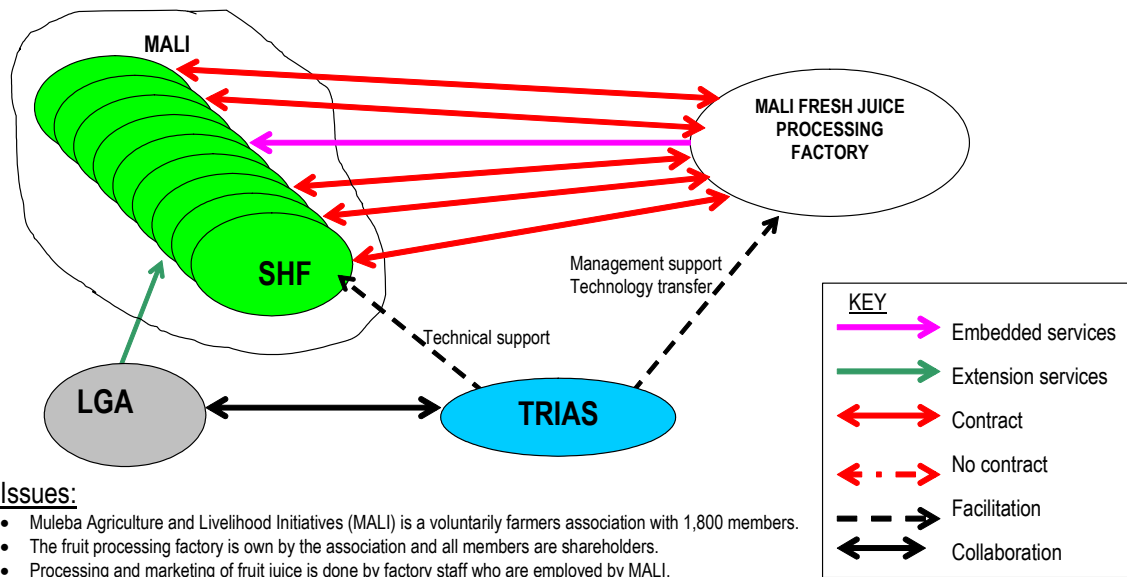 MALI
MALI FRESH JUICE
PROCESSING
FACTORY
SHF
Management support
Technology transfer
Technical support
LGA
TRIAS
KEY
Embedded services
Extension services
Contract
No contract
Facilitation
Collaboration
Issues:
• Muleba Agriculture and Livelihood Initiatives (MALI) is a voluntarily farmers association with 1,800 members.
• The fruit processing factory is own by the association and all members are shareholders.
• Processing and marketing of fruit juice is done by factory staff who are employed by MALI.